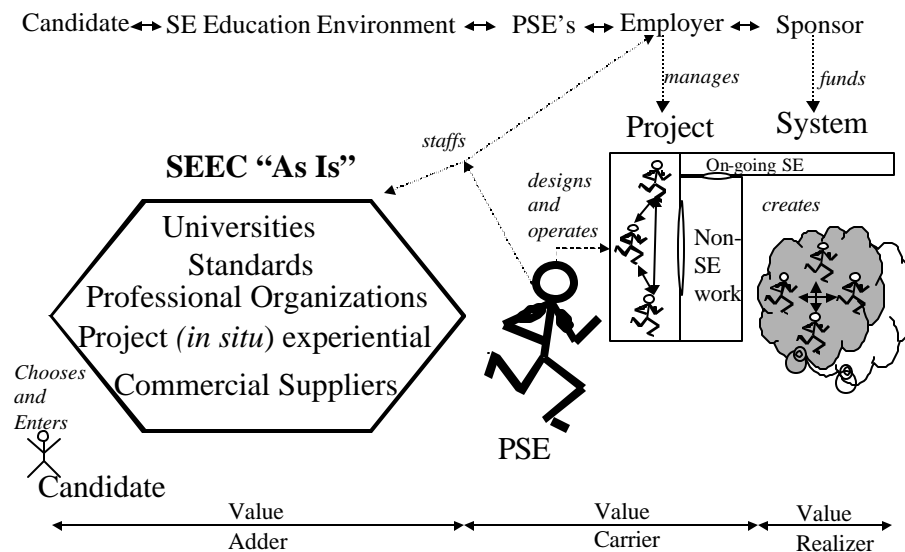 Candidate SE Education Environment PSE's Employer Sponsor
manages
funds
Project
System
staffs
SEEC “As Is”
On-going SE
designs
and
operates
creates
Universities
Standards
Professional Organizations
Project (in situ) experiential
Commercial Suppliers
Non-
SE
work
Chooses
and
Enters
PSE
Candidate
Value
Adder
Value
Carrier
Value
Realizer